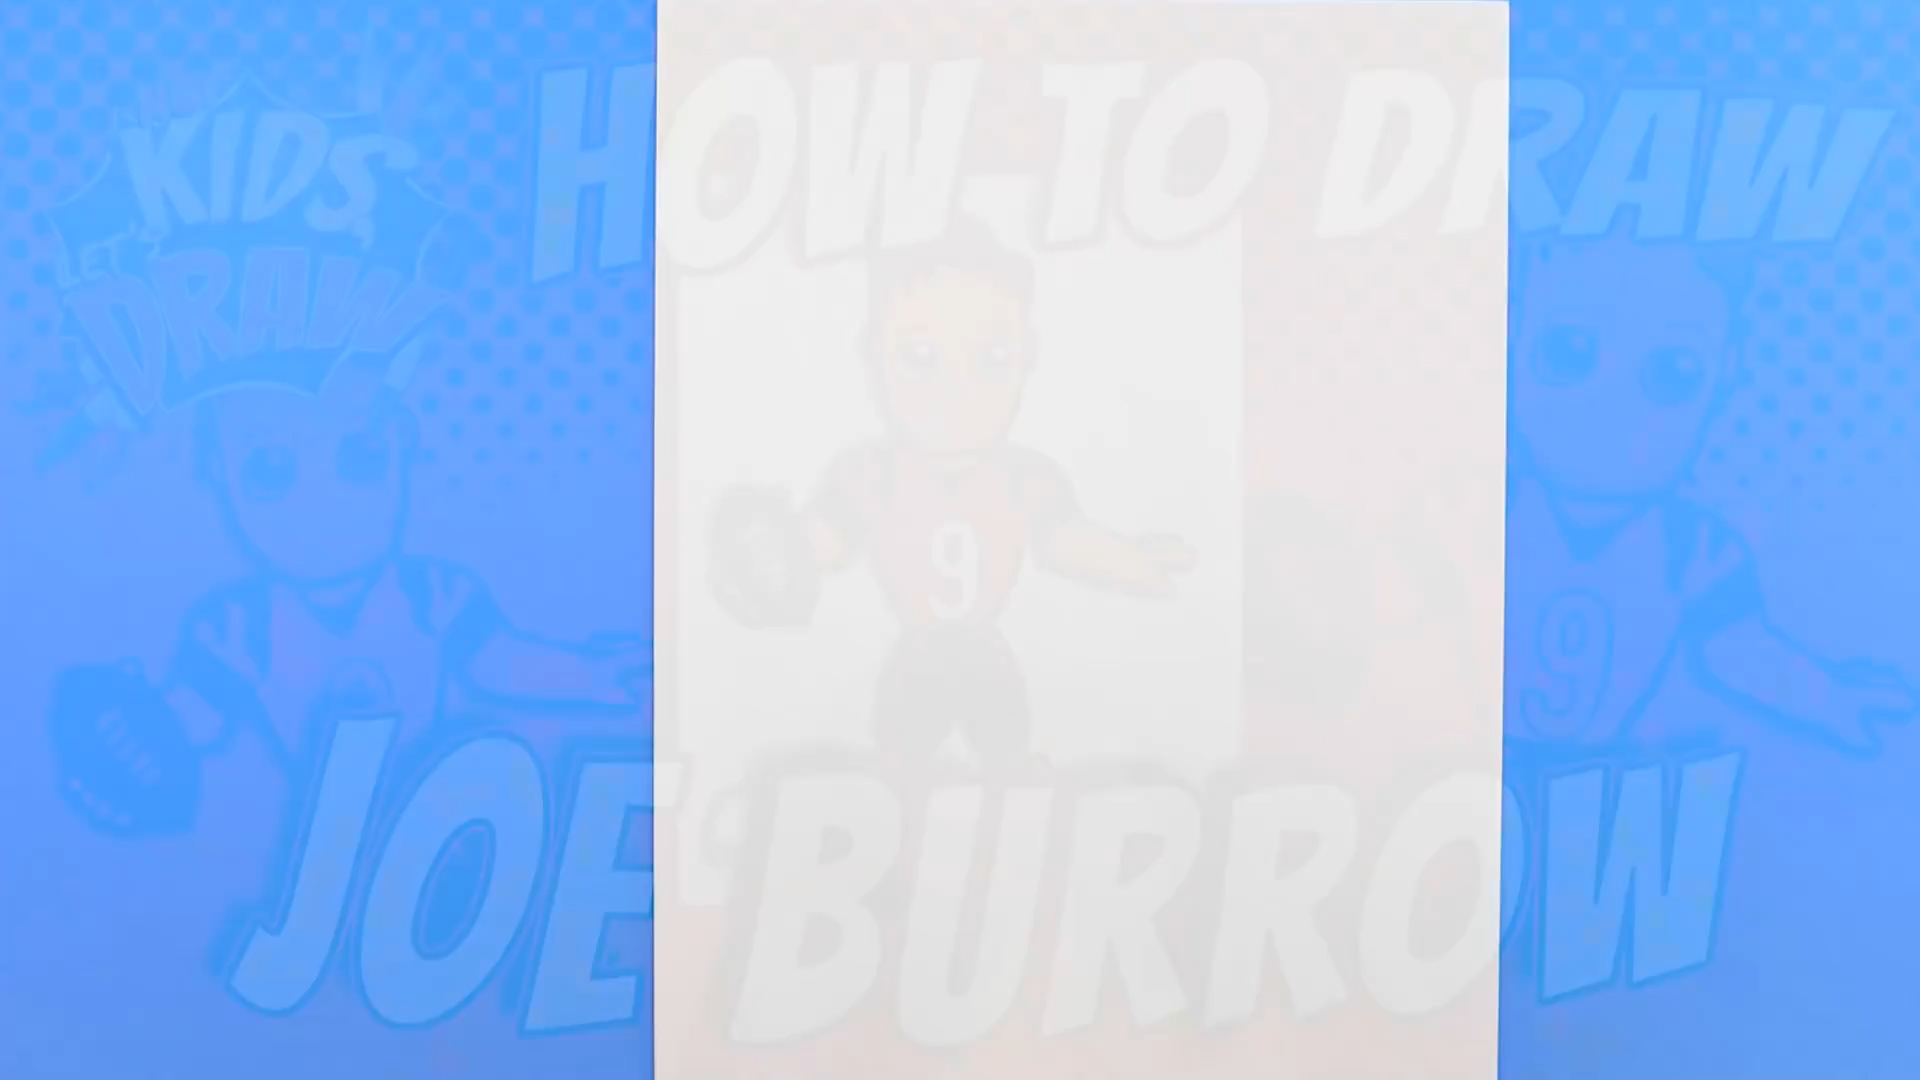 HOW TO DRAW
KIDS
LET'S
DRAW
9
9
JOE BURROW